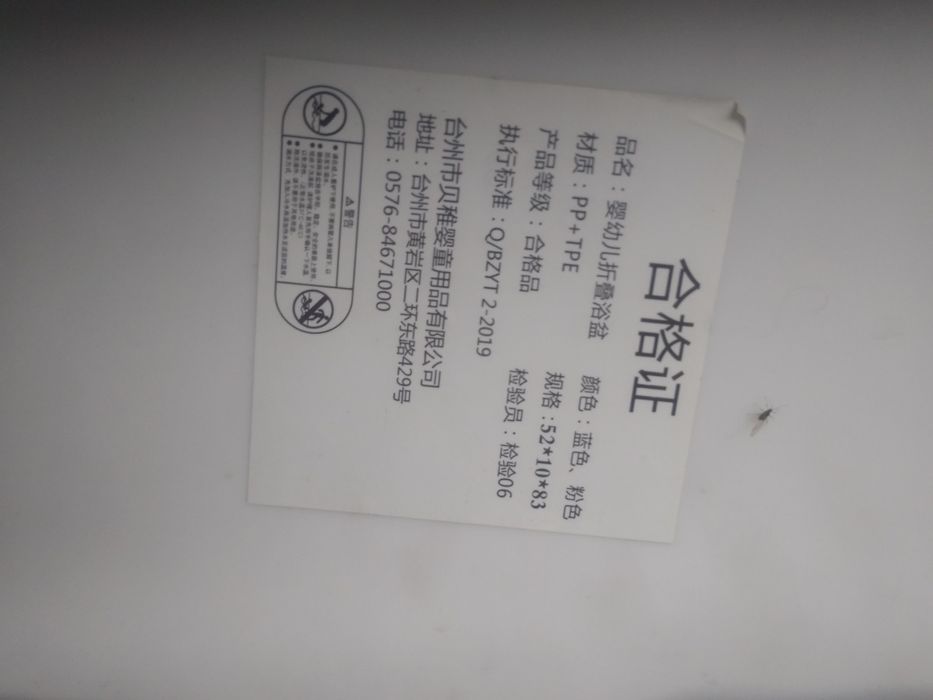 合格证
品名：婴幼儿折叠浴盆
颜色：蓝色、粉色
材质：PP+TPE
规格：52*10*83
产品等级：合格品
检验员：检验06
执行标准：Q/BZYT 2-2019
台州市贝稚婴童用品有限公司
地址：台州市黄岩区二环东路429号
电话：0576-84671000
警告